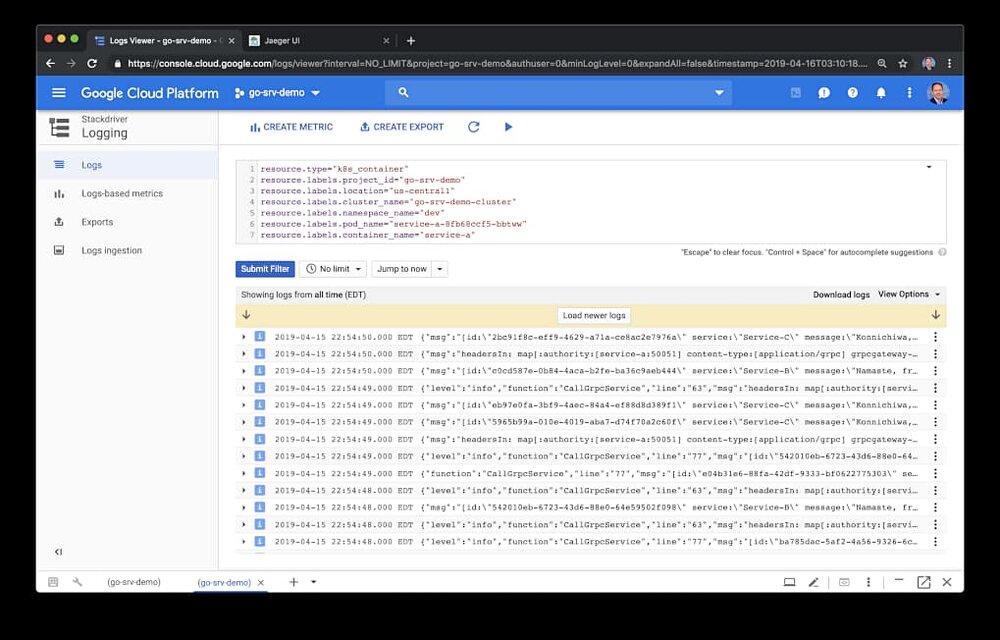 Logs Viewer - go-srv-demo -
Jaeger UI
https://console.cloud.google.com/logs/viewer?interval=NO_LIMIT&project=go-srv-demo&authuser=0&minLogLevel=0&expandAll=false&timestamp=2019-04-16T03:10:18....
Google Cloud Platform
go-srv-demo
Stackdriver
Logging
CREATE METRIC
CREATE EXPORT
Logs
Logs-based metrics
Exports
Logs ingestion
1 resource.type="k8s_container"
2 resource.labels.project_id="go-srv-demo"
3 resource.labels.location="us-central1"
4 resource.labels.cluster_name="go-srv-demo-cluster"
5 resource.labels.namespace_name="dev"
6 resource.labels.pod_name="service-a-8fb68ccf5-bbtww"
7 resource.labels.container_name="service-a"
"Escape" to clear focus. "Control + Space" for autocomplete suggestions
Submit Filter
No limit
Jump to now
Showing logs from all time (EDT)
Download logs
View Options
Load newer logs
2019-04-15 22:54:50.000 EDT {"msg":"[id:\"2bc91f8c-eff9-4629-a71a-ce8ac2e7976a\" service:\"Service-C\" message:\"Konnichiwa,…
2019-04-15 22:54:50.000 EDT {"msg":"headersIn: map[:authority:[service-a:50051] content-type:[application/grpc] grpcgateway-…
2019-04-15 22:54:50.000 EDT {"msg":"[id:\"c0cd587e-0b84-4aca-b2fe-ba36c9aeb444\" service:\"Service-B\" message:\"Namaste, fr…
2019-04-15 22:54:49.000 EDT {"level":"info","function":"CallGrpcService","line":"63","msg":"headersIn: map[:authority:[servi…
2019-04-15 22:54:49.000 EDT {"msg":"[id:\"eb97e0fa-3bf9-4aec-84a4-ef88d8d389f1\" service:\"Service-C\" message:\"Konnichiwa,…
2019-04-15 22:54:49.000 EDT {"msg":"[id:\"5965b99a-010e-4019-aba7-d74f70a2c60f\" service:\"Service-C\" message:\"Konnichiwa,…
2019-04-15 22:54:49.000 EDT {"msg":"headersIn: map[:authority:[service-a:50051] content-type:[application/grpc] grpcgateway-…
2019-04-15 22:54:49.000 EDT {"level":"info","function":"CallGrpcService","line":"77","msg":"[id:\"542010eb-6723-43d6-88e0-64…
2019-04-15 22:54:49.000 EDT {"function":"CallGrpcService","line":"77","msg":"[id:\"e04b31e6-88fa-42df-9333-bf0622775303\" se…
2019-04-15 22:54:48.000 EDT {"level":"info","function":"CallGrpcService","line":"63","msg":"headersIn: map[:authority:[servi…
2019-04-15 22:54:48.000 EDT {"msg":"[id:\"542010eb-6723-43d6-88e0-64e59502f098\" service:\"Service-B\" message:\"Namaste, fr…
2019-04-15 22:54:48.000 EDT {"level":"info","function":"CallGrpcService","line":"63","msg":"headersIn: map[:authority:[servi…
2019-04-15 22:54:48.000 EDT {"level":"info","function":"CallGrpcService","line":"77","msg":"[id:\"ba785dac-5af2-4a56-9326-6c…
(go-srv-demo)
(go-srv-demo)